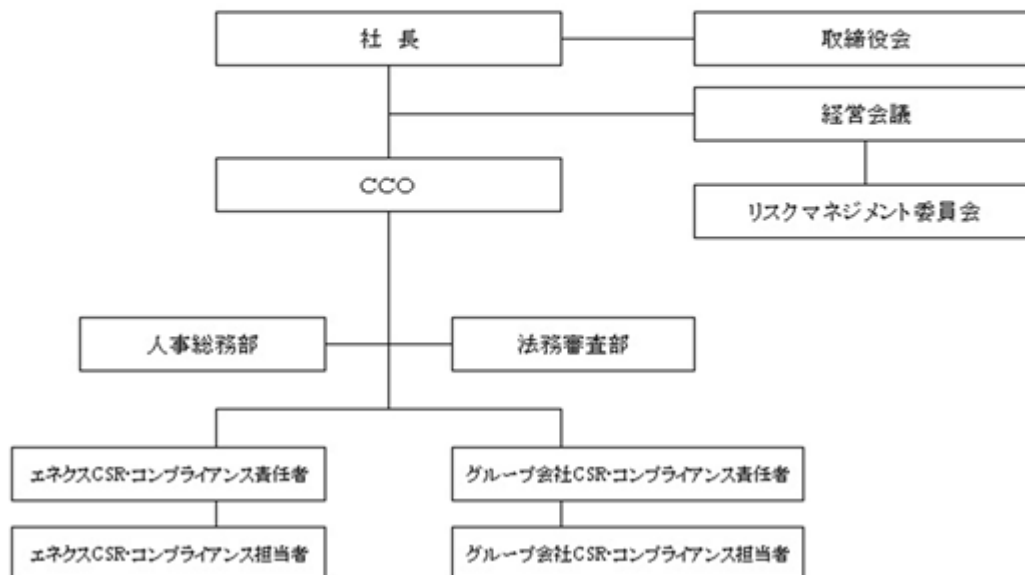 社 長
取締役会
経営会議
CCO
リスクマネジメント委員会
人事総務部
法務審査部
エネクスCSR・コンプライアンス責任者
グループ会社CSR・コンプライアンス責任者
エネクスCSR・コンプライアンス担当者
グループ会社CSR・コンプライアンス担当者